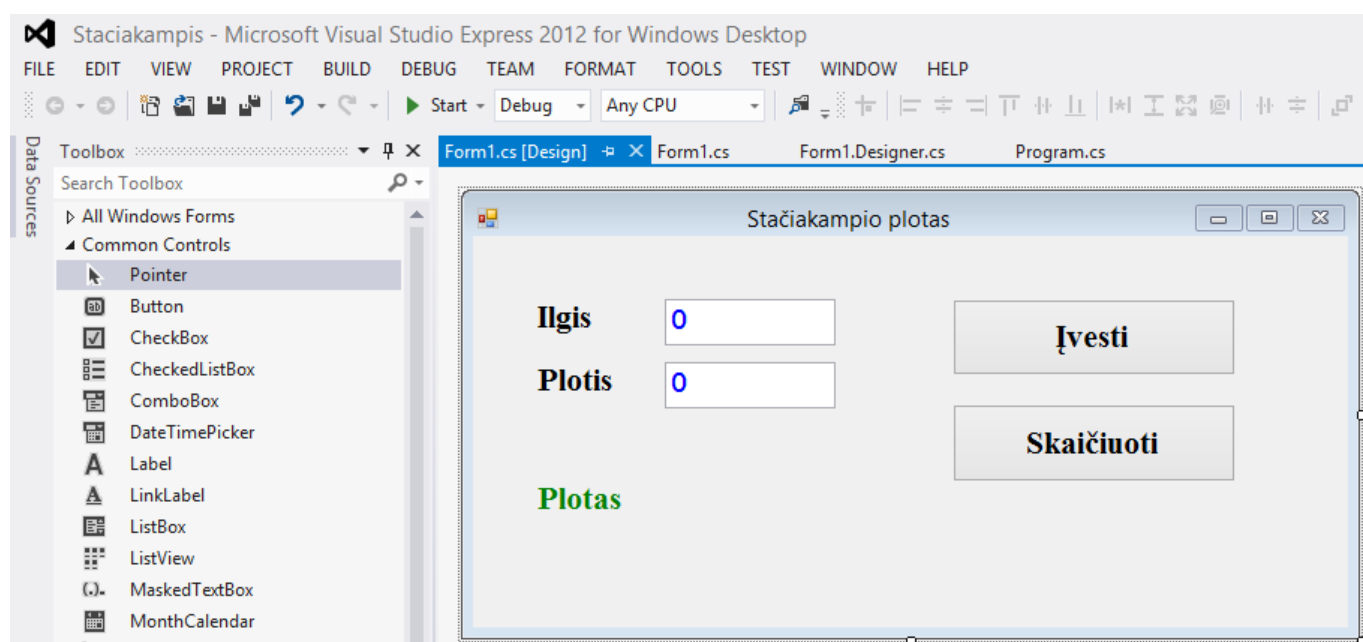 Staciakampis - Microsoft Visual Studio Express 2012 for Windows Desktop
FILE EDIT VIEW PROJECT BUILD DEBUG TEAM FORMAT TOOLS TEST WINDOW HELP
Start Debug Any CPU
Data Sources
Toolbox
Search Toolbox
All Windows Forms
Common Controls
Pointer
Button
CheckBox
CheckedListBox
ComboBox
DateTimePicker
Label
LinkLabel
ListBox
ListView
MaskedTextBox
MonthCalendar
Form1.cs [Design] Form1.cs Form1.Designer.cs Program.cs
Stačiakampio plotas
Ilgis 0
Plotis 0
Plotas
Įvesti
Skaičiuoti